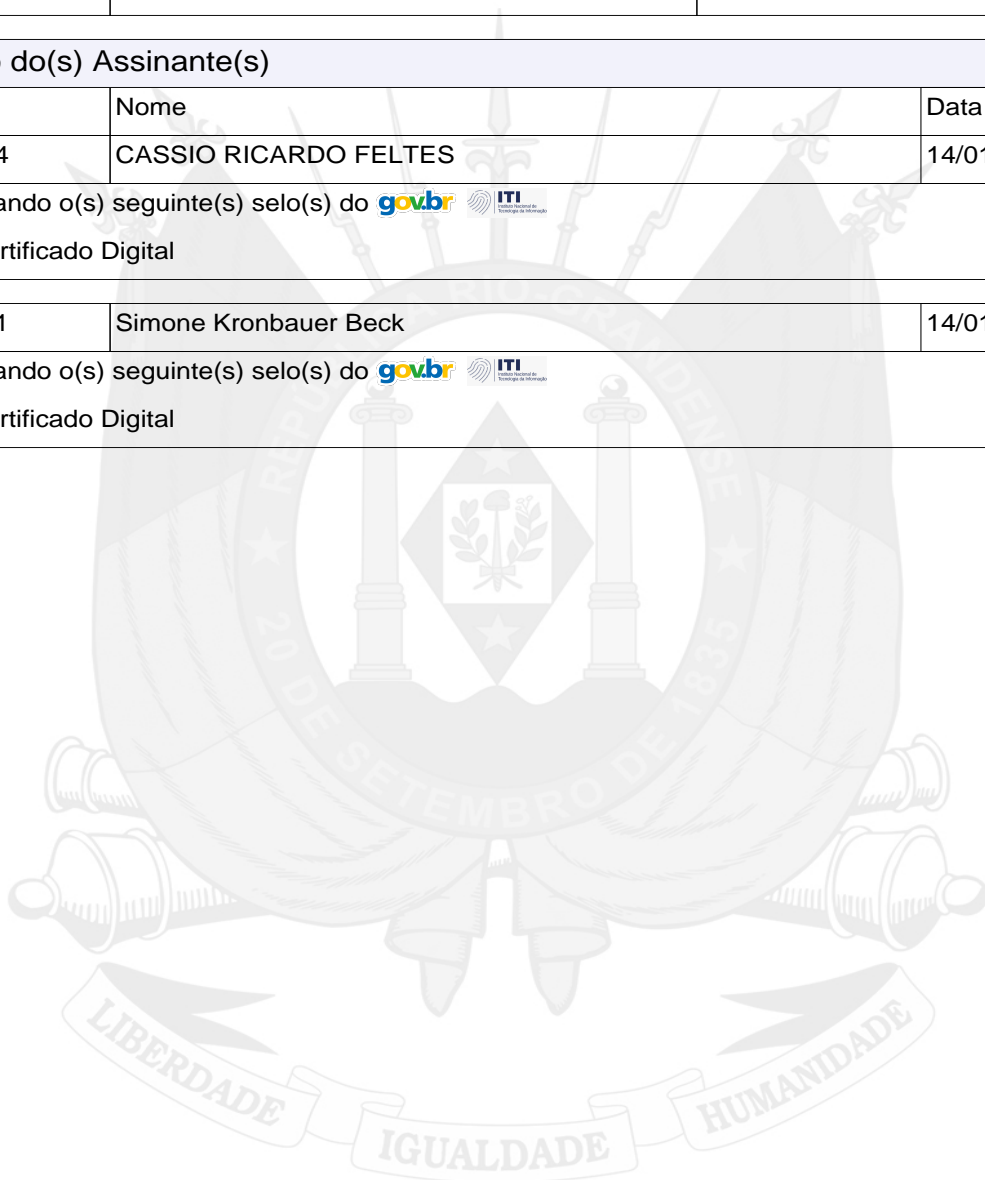 do(s) Assinante(s)
Nome Data
4 CASSIO RICARDO FELTES 14/01
ando o(s) seguinte(s) selo(s) do gov.br ITI
rtificado Digital
1 Simone Kronbauer Beck 14/01
ando o(s) seguinte(s) selo(s) do gov.br ITI
rtificado Digital
REPUBLICA RIO-GRANDENSE
20 DE SETEMBRO DE 1835
LIBERDADE IGUALDADE HUMANIDADE